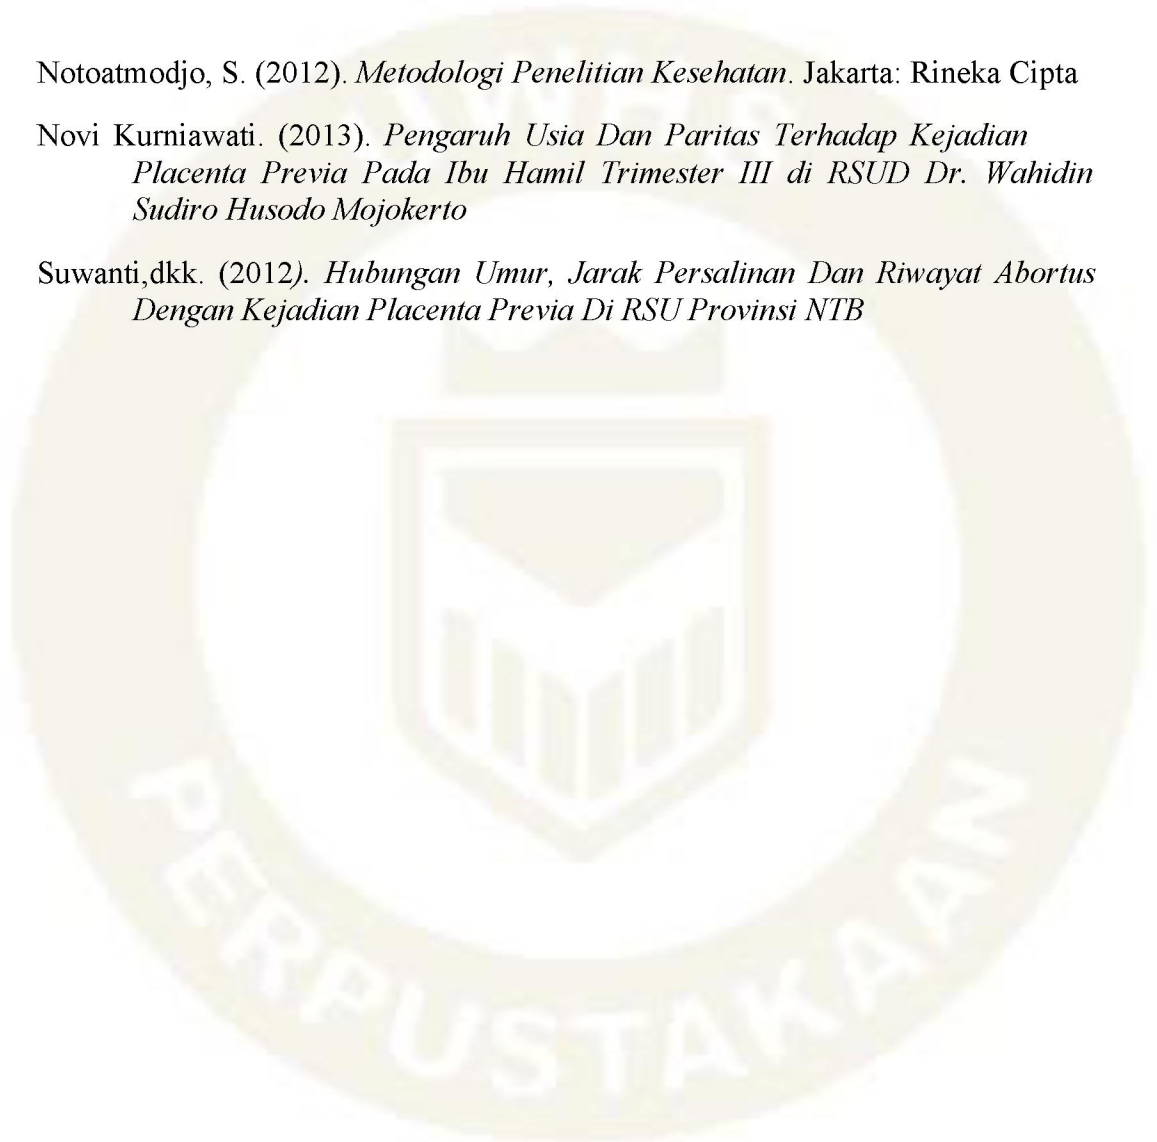 Notoatmodjo, S. (2012). Metodologi Penelitian Kesehatan. Jakarta: Rineka Cipta
Novi Kurniawati. (2013). Pengaruh Usia Dan Paritas Terhadap Kejadian
Placenta Previa Pada Ibu Hamil Trimester III di RSUD Dr. Wahidin
Sudiro Husodo Mojokerto
Suwanti,dkk. (2012). Hubungan Umur, Jarak Persalinan Dan Riwayat Abortus
Dengan Kejadian Placenta Previa Di RSU Provinsi NTB
UWHS
PERPUSTAKAAN